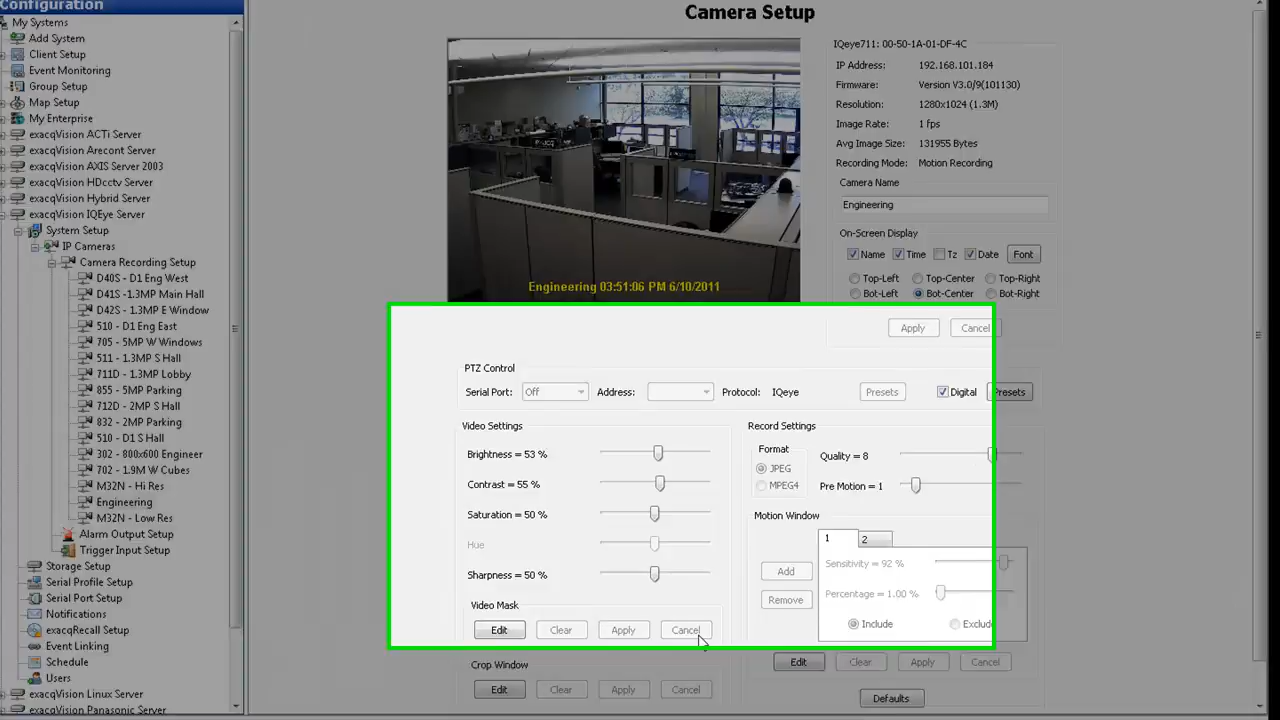 Configuration
My Systems
Add System
Client Setup
Event Monitoring
Group Setup
Map Setup
My Enterprise
exacqVision ACTi Server
exacqVision Arecont Server
exacqVision AXIS Server 2003
exacqVision HDcctv Server
exacqVision Hybrid Server
exacqVision IQEye Server
System Setup
IP Cameras
Camera Recording Setup
D40S - D1 Eng West
D41S -1.3MP Main Hall
D42S - 1.3MP E Window
510 - D1 Eng East
705 - 5MP W Windows
511 - 1.3MP S Hall
711D - 1.3MP Lobby
855 - 5MP Parking
712D - 2MP S Hall
832 - 2MP Parking
510 - D1 S Hall
302 - 800x600 Engineer
702 - 1.9M W Cubes
M32N - Hi Res
Engineering
M32N - Low Res
Alarm Output Setup
Trigger Input Setup
Storage Setup
Serial Profile Setup
Serial Port Setup
Notifications
exacqRecall Setup
Event Linking
Schedule
Users
exacqVision Linux Server
exacqVision Panasonic Server
Camera Setup
Engineering 03:51:06 PM 6/10/2011
IQeye711: 00-50-1A-01-DF-4C
IP Address: 192.168.101.184
Firmware: Version V3.0/9(101130)
Resolution: 1280x1024 (1.3M)
Image Rate: 1 fps
Avg Image Size: 131955 Bytes
Recording Mode: Motion Recording
Camera Name
Engineering
On-Screen Display
Name Time Tz Date Font
Top-Left Top-Center Top-Right
Bot-Left Bot-Center Bot-Right
Apply Cancel
PTZ Control
Serial Port: Off Address: Protocol: IQeye Presets Digital Presets
Video Settings
Brightness = 53 %
Contrast = 55 %
Saturation = 50 %
Hue
Sharpness = 50 %
Video Mask
Edit Clear Apply Cancel
Crop Window
Edit Clear Apply Cancel
Record Settings
Format
JPEG
MPEG4
Quality = 8
Pre Motion = 1
Motion Window
1 2
Add
Remove
Sensitivity = 92 %
Percentage = 1.00 %
Include Exclude
Edit Clear Apply Cancel
Defaults